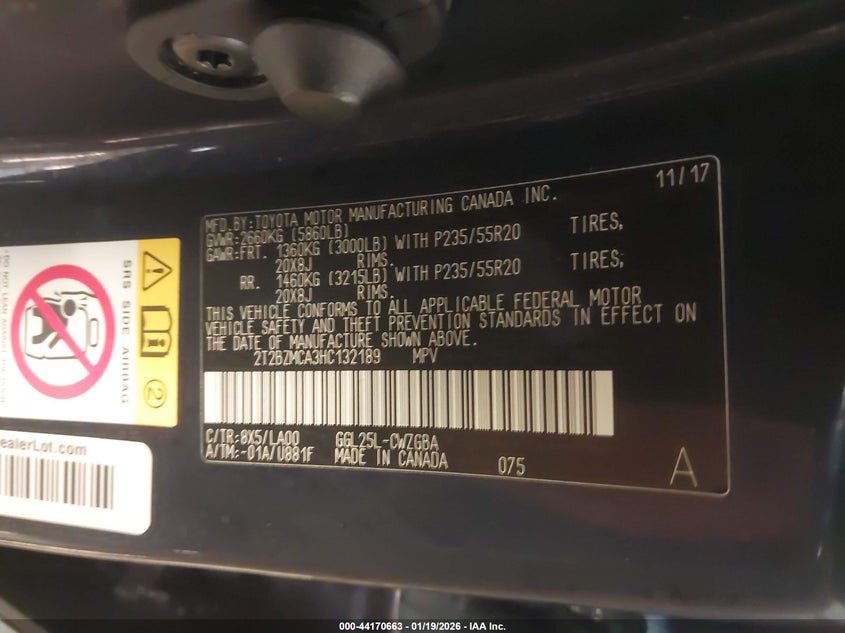 11/17
MFD.BY:TOYOTA MOTOR MANUFACTURING CANADA INC.
GVWR:2660KG (5860LB)
GAWR:FRT. 1360KG (3000LB) WITH P235/55R20 TIRES,
20X8J RIMS.
RR. 1460KG (3215LB) WITH P235/55R20 TIRES,
20X8J RIMS.
THIS VEHICLE CONFORMS TO ALL APPLICABLE FEDERAL MOTOR
VEHICLE SAFETY AND THEFT PREVENTION STANDARDS IN EFFECT ON
THE DATE OF MANUFACTURE SHOWN ABOVE.
2T2BZMCA3HC132189 MPV
C/TR:8X5/LA00 GGL25L-CWZGBA
A/TM:-01A/U881F MADE IN CANADA 075
A
SRS SIDE AIRBAG
2
ealerLot.com
000-44170663 - 01/19/2026 - IAA Inc.